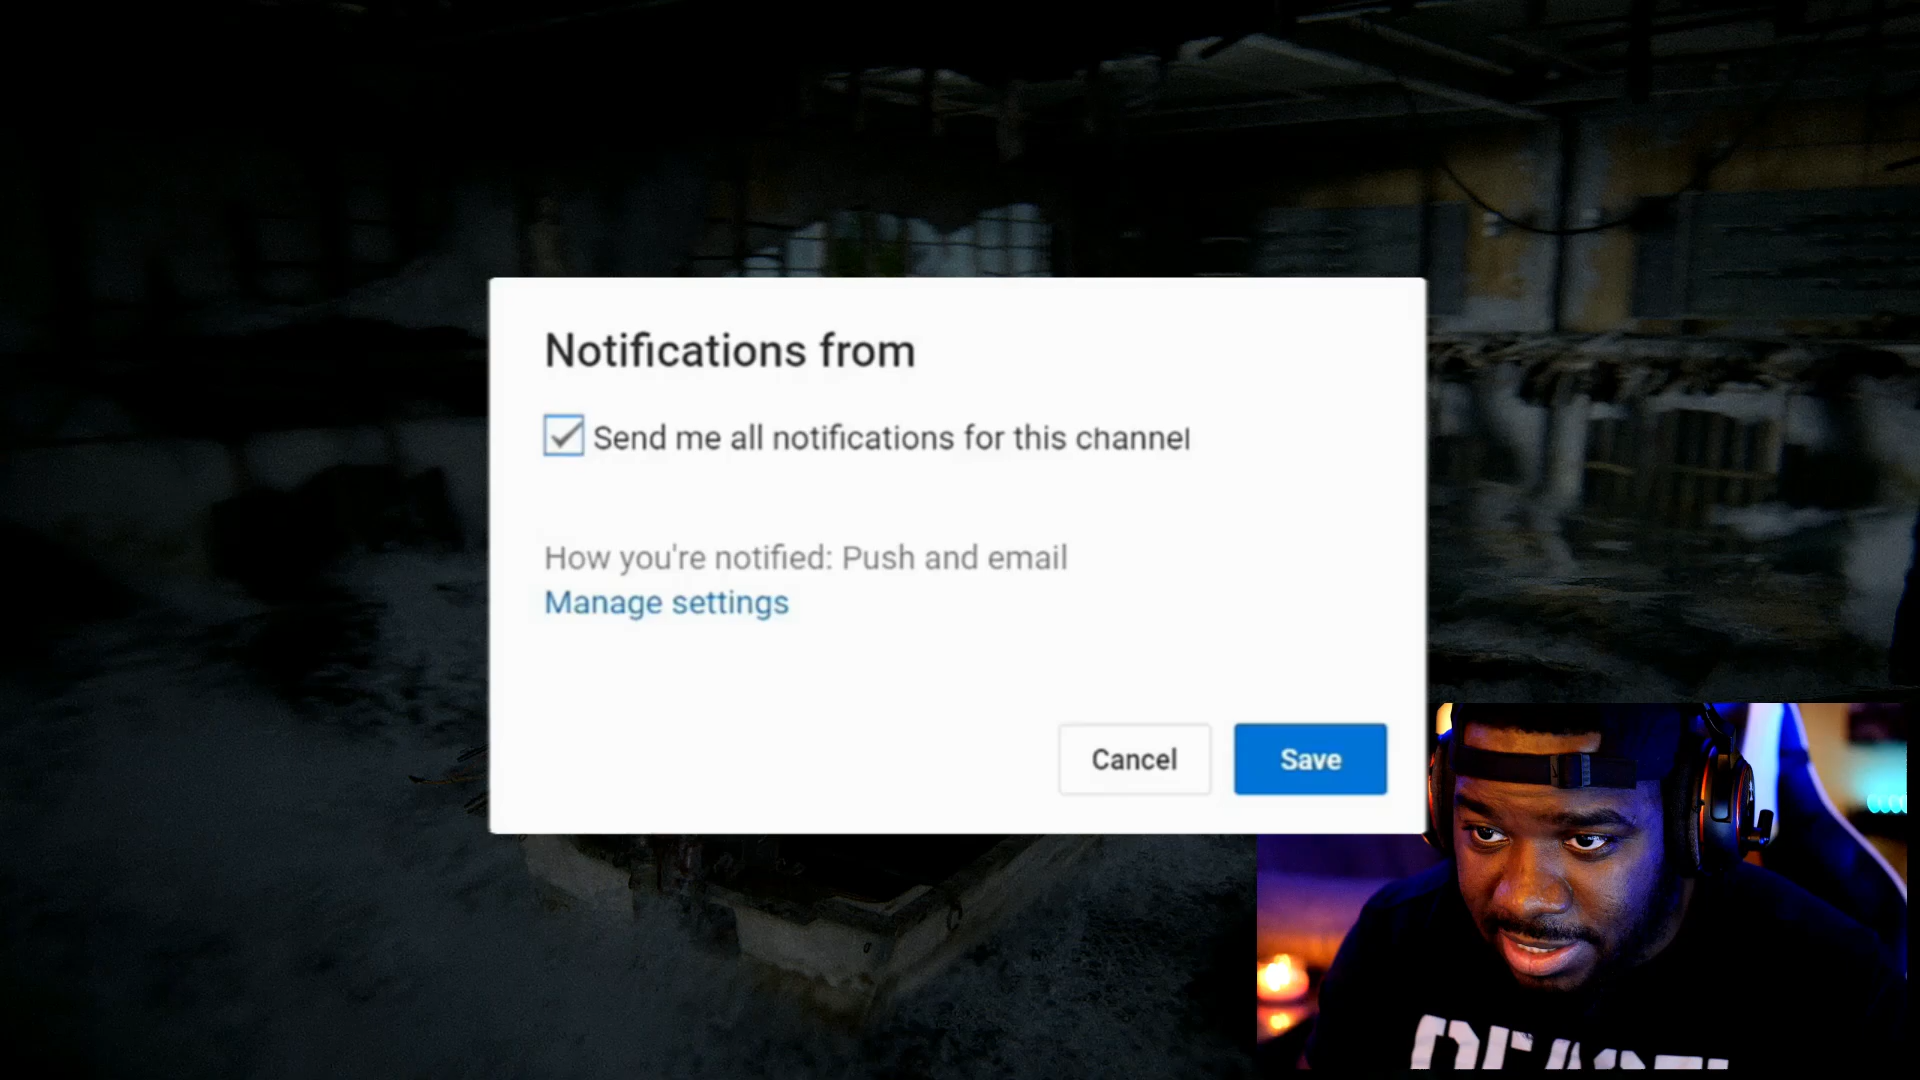 Notifications from
Send me all notifications for this channel
How you're notified: Push and email
Manage settings
Cancel
Save